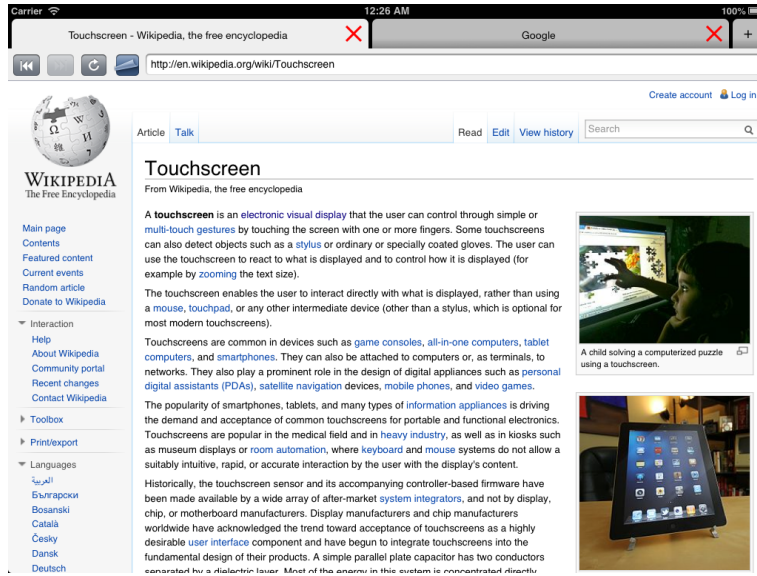 Carrier 12:26 AM 100%
Touchscreen - Wikipedia, the free encyclopedia
Google
+
http://en.wikipedia.org/wiki/Touchscreen
Create account Log in
Article Talk
Read Edit View history
Search
WIKIPEDIA
The Free Encyclopedia
Main page
Contents
Featured content
Current events
Random article
Donate to Wikipedia
Interaction
Help
About Wikipedia
Community portal
Recent changes
Contact Wikipedia
Toolbox
Print/export
Languages
العربية
Български
Bosanski
Català
Česky
Dansk
Deutsch
Touchscreen
From Wikipedia, the free encyclopedia
A touchscreen is an electronic visual display that the user can control through simple or
multi-touch gestures by touching the screen with one or more fingers. Some touchscreens
can also detect objects such as a stylus or ordinary or specially coated gloves. The user can
use the touchscreen to react to what is displayed and to control how it is displayed (for
example by zooming the text size).
The touchscreen enables the user to interact directly with what is displayed, rather than using
a mouse, touchpad, or any other intermediate device (other than a stylus, which is optional for
most modern touchscreens).
Touchscreens are common in devices such as game consoles, all-in-one computers, tablet
computers, and smartphones. They can also be attached to computers or, as terminals, to
networks. They also play a prominent role in the design of digital appliances such as personal
digital assistants (PDAs), satellite navigation devices, mobile phones, and video games.
The popularity of smartphones, tablets, and many types of information appliances is driving
the demand and acceptance of common touchscreens for portable and functional electronics.
Touchscreens are popular in the medical field and in heavy industry, as well as in kiosks such
as museum displays or room automation, where keyboard and mouse systems do not allow a
suitably intuitive, rapid, or accurate interaction by the user with the display's content.
Historically, the touchscreen sensor and its accompanying controller-based firmware have
been made available by a wide array of after-market system integrators, and not by display,
chip, or motherboard manufacturers. Display manufacturers and chip manufacturers
worldwide have acknowledged the trend toward acceptance of touchscreens as a highly
desirable user interface component and have begun to integrate touchscreens into the
fundamental design of their products. A simple parallel plate capacitor has two conductors
separated by a dielectric layer. Most of the energy in this system is concentrated directly
A child solving a computerized puzzle
using a touchscreen.